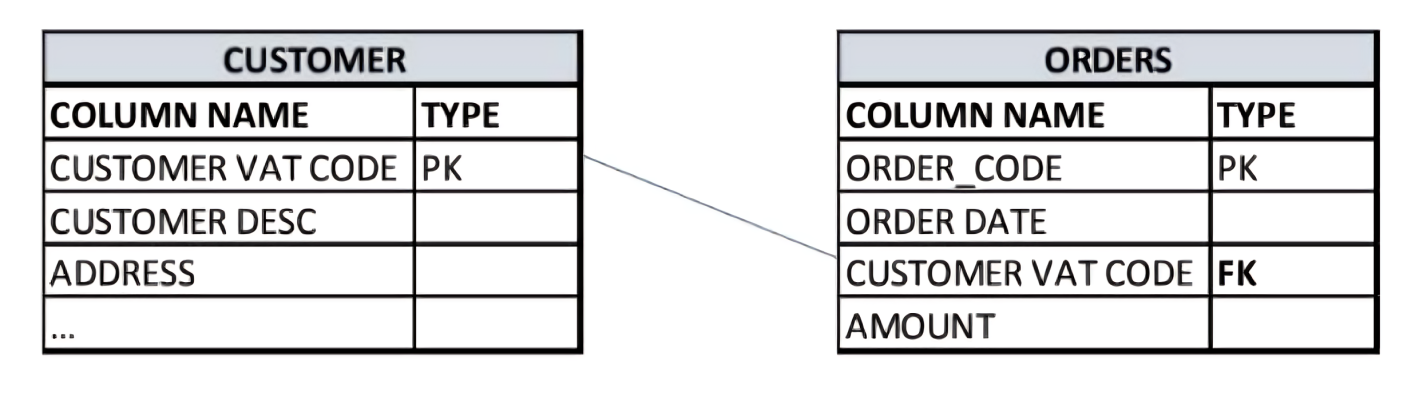 CUSTOMER
COLUMN NAME TYPE
CUSTOMER VAT CODE PK
CUSTOMER DESC
ADDRESS
...
ORDERS
COLUMN NAME TYPE
ORDER_CODE PK
ORDER DATE
CUSTOMER VAT CODE FK
AMOUNT